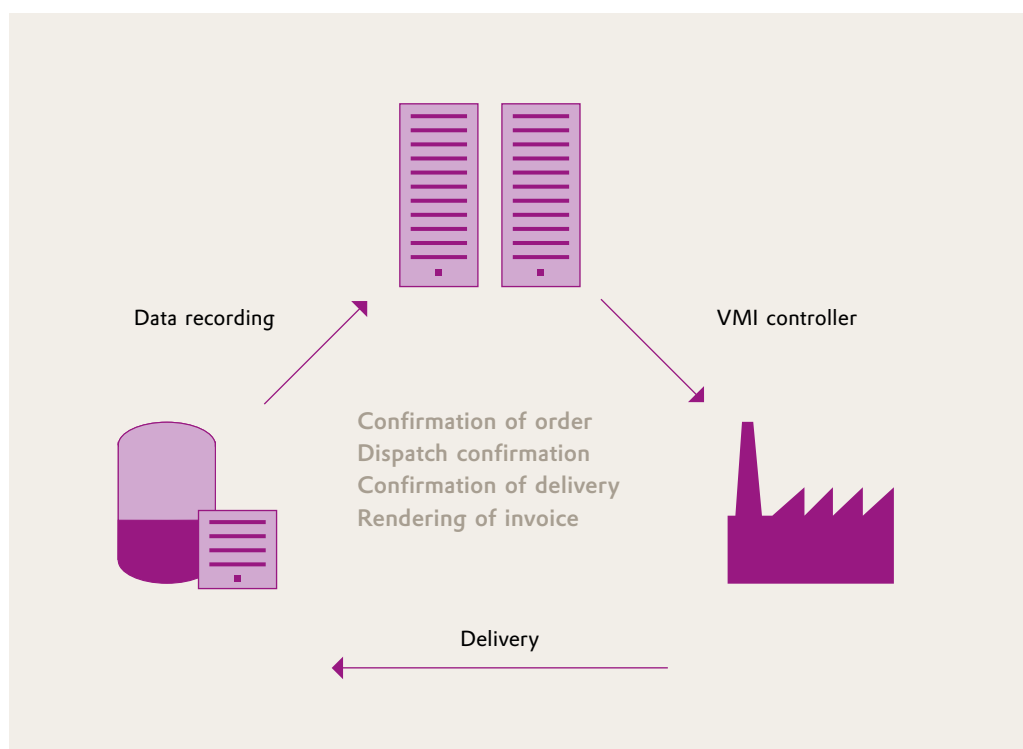 Data recording
VMI controller
Confirmation of order
Dispatch confirmation
Confirmation of delivery
Rendering of invoice
Delivery